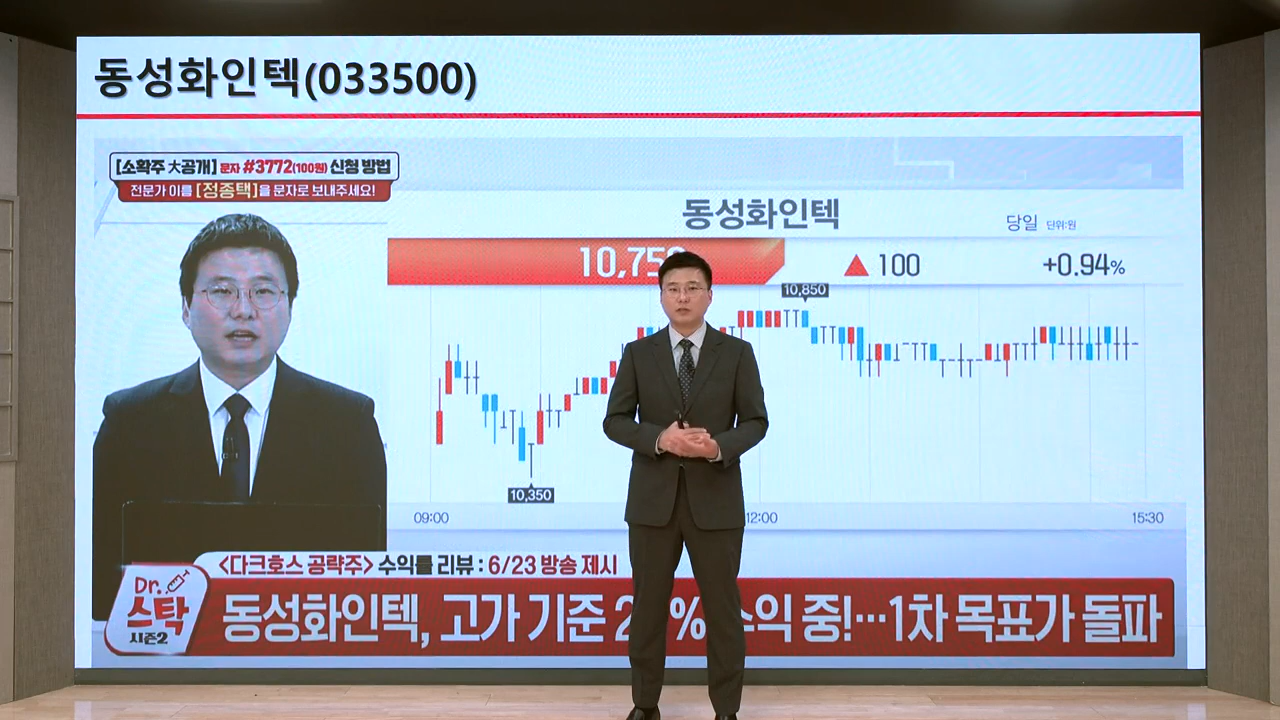 동성화인텍(033500)
[소확주 大공개] 문자 #3772(100원) 신청 방법
전문가 이름 [정종택]을 문자로 보내주세요!
동성화인텍
당일 단위:원
▲ 100
+0.94%
10,850
10,350
09:00
12:00
15:30
<다크호스 공략주> 수익률 리뷰 : 6/23 방송 제시
Dr.
스탁
시즌2
동성화인텍, 고가 기준 중!…1차 목표가 돌파